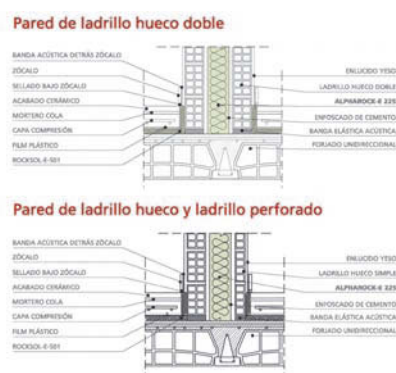 Pared de ladrillo hueco doble
BANDA ACÚSTICA DETRÁS ZÓCALO
ZÓCALO
SELLADO BAJO ZÓCALO
ACABADO CERÁMICO
MORTERO COLA
CAPA COMPRESIÓN
FILM PLÁSTICO
ROCKSOL-E-501
ENLUCIDO YESO
LADRILLO HUECO DOBLE
ALPHAROCK-E 225
ENFOSCADO DE CEMENTO
BANDA ELÁSTICA ACÚSTICA
FORJADO UNIDIRECCIONAL
Pared de ladrillo hueco y ladrillo perforado
BANDA ACÚSTICA DETRÁS ZÓCALO
ZÓCALO
SELLADO BAJO ZÓCALO
ACABADO CERÁMICO
MORTERO COLA
CAPA COMPRESIÓN
FILM PLÁSTICO
ROCKSOL-E-501
ENLUCIDO YESO
LADRILLO HUECO SIMPLE
ALPHAROCK-E 225
ENFOSCADO DE CEMENTO
BANDA ELÁSTICA ACÚSTICA
FORJADO UNIDIRECCIONAL